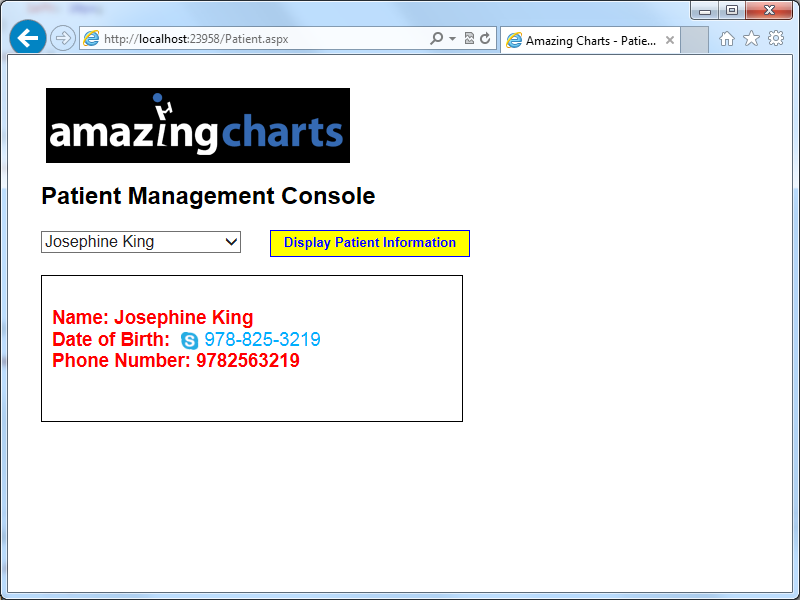 http://localhost:23958/Patient.aspx
Amazing Charts - Patie...
amazingcharts
Patient Management Console
Josephine King
Display Patient Information
Name: Josephine King
Date of Birth: 978-825-3219
Phone Number: 9782563219